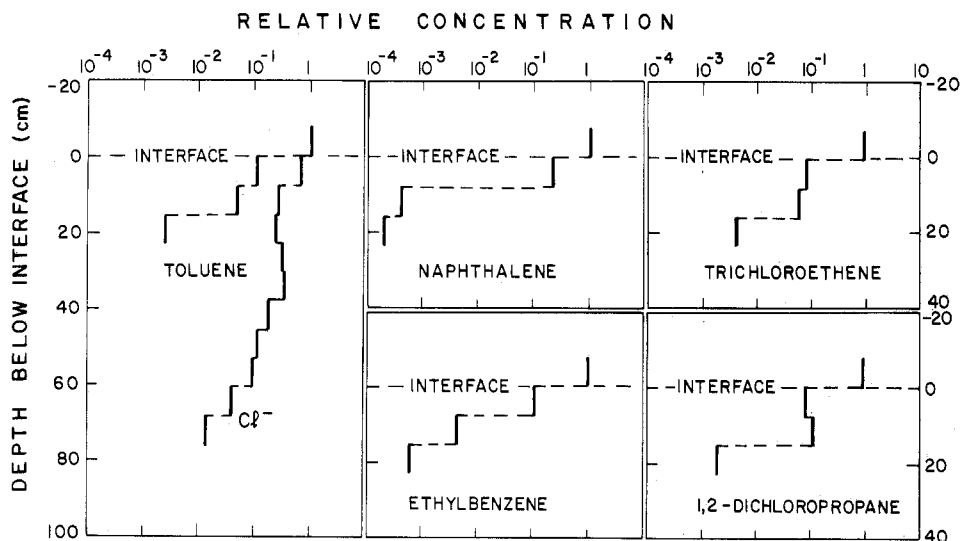 RELATIVE CONCENTRATION
10⁻⁴ 10⁻³ 10⁻² 10⁻¹ 1 10⁻⁴ 10⁻³ 10⁻² 10⁻¹ 1 10⁻⁴ 10⁻³ 10⁻² 10⁻¹ 1 10
DEPTH BELOW INTERFACE (cm)
-20
0
20
40
60
80
100
INTERFACE
TOLUENE
Cl⁻
INTERFACE
NAPHTHALENE
INTERFACE
TRICHLOROETHENE
-20
0
20
40
INTERFACE
ETHYLBENZENE
INTERFACE
1,2-DICHLOROPROPANE
-20
0
20
40